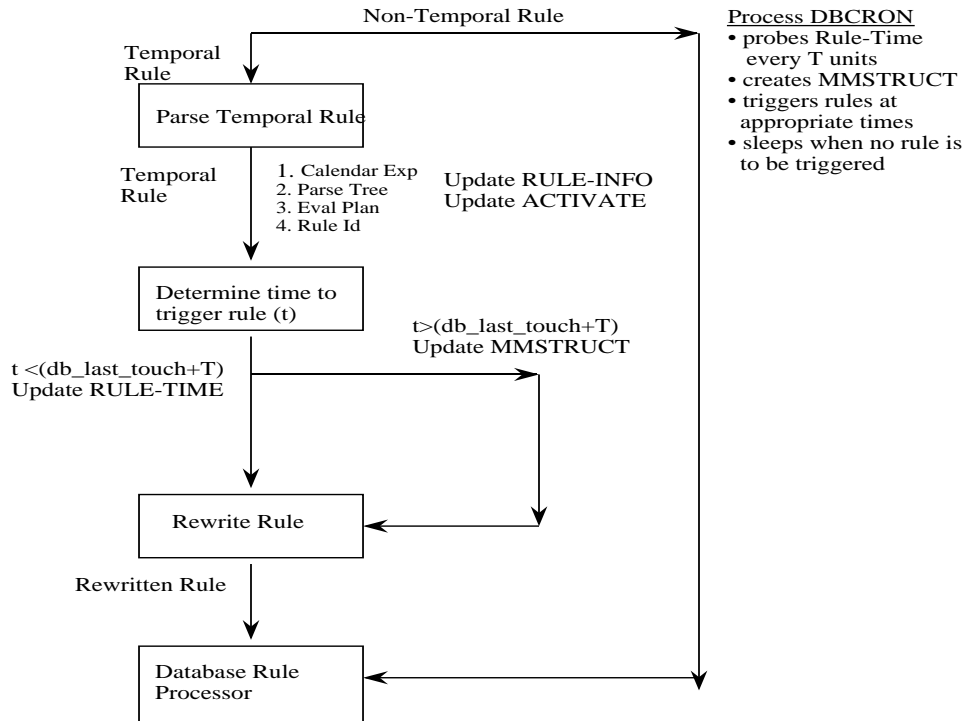 Non-Temporal Rule
Process DBCRON
• probes Rule-Time
every T units
• creates MMSTRUCT
• triggers rules at
appropriate times
• sleeps when no rule is
to be triggered
Temporal
Rule
Parse Temporal Rule
Temporal
Rule
1. Calendar Exp
2. Parse Tree
3. Eval Plan
4. Rule Id
Update RULE-INFO
Update ACTIVATE
Determine time to
trigger rule (t)
t>(db_last_touch+T)
Update MMSTRUCT
t <(db_last_touch+T)
Update RULE-TIME
Rewrite Rule
Rewritten Rule
Database Rule
Processor